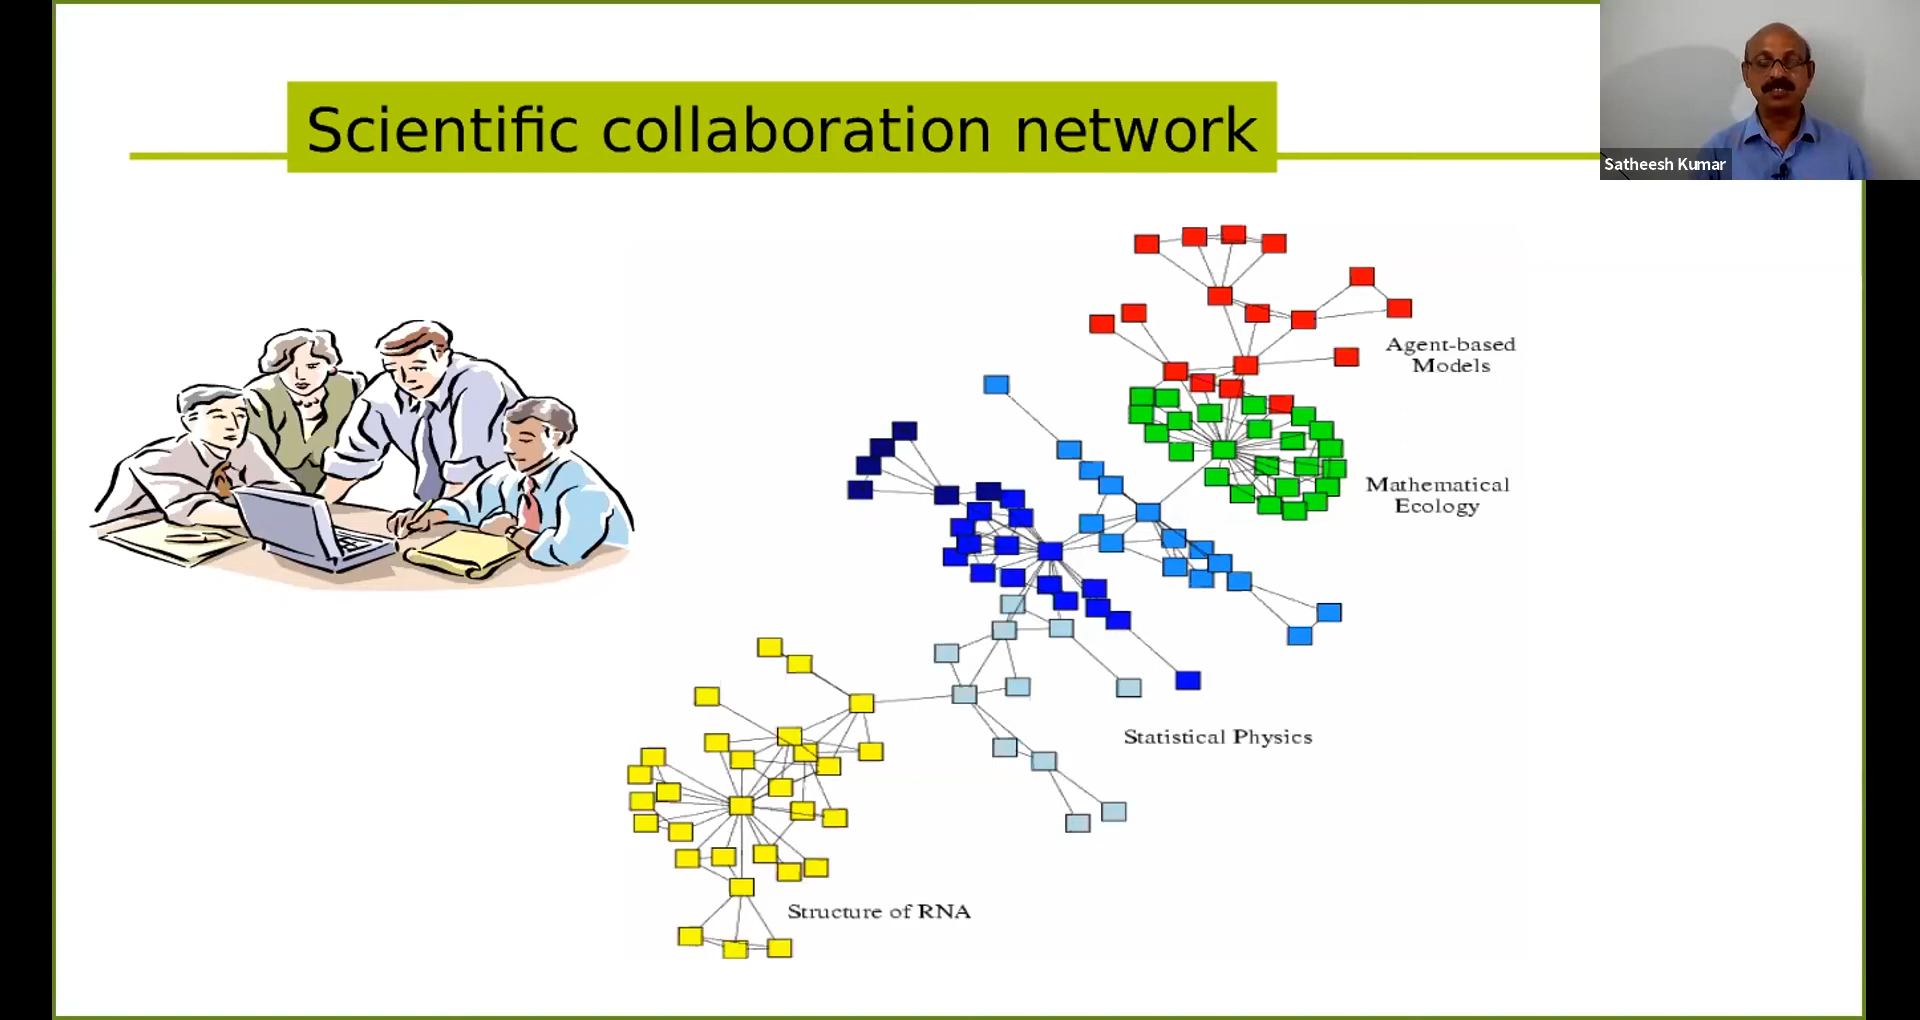 Scientific collaboration network
Satheesh Kumar
Agent-based
Models
Mathematical
Ecology
Statistical Physics
Structure of RNA